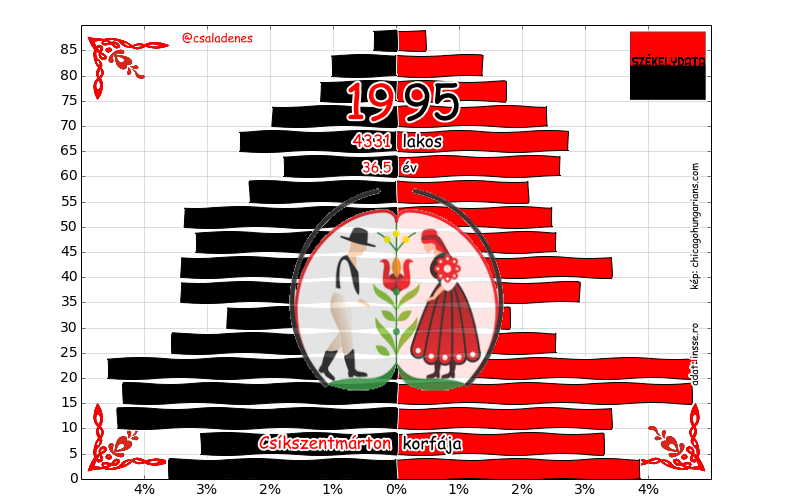 @csaladenes
SZÉKELYDATA
1995
4331 lakos
36.5 év
kép: chicagohungarians.com
adat:linsse.ro
Csíkszentmárton korfája
85
80
75
70
65
60
55
50
45
40
35
30
25
20
15
10
5
0
4% 3% 2% 1% 0% 1% 2% 3% 4%